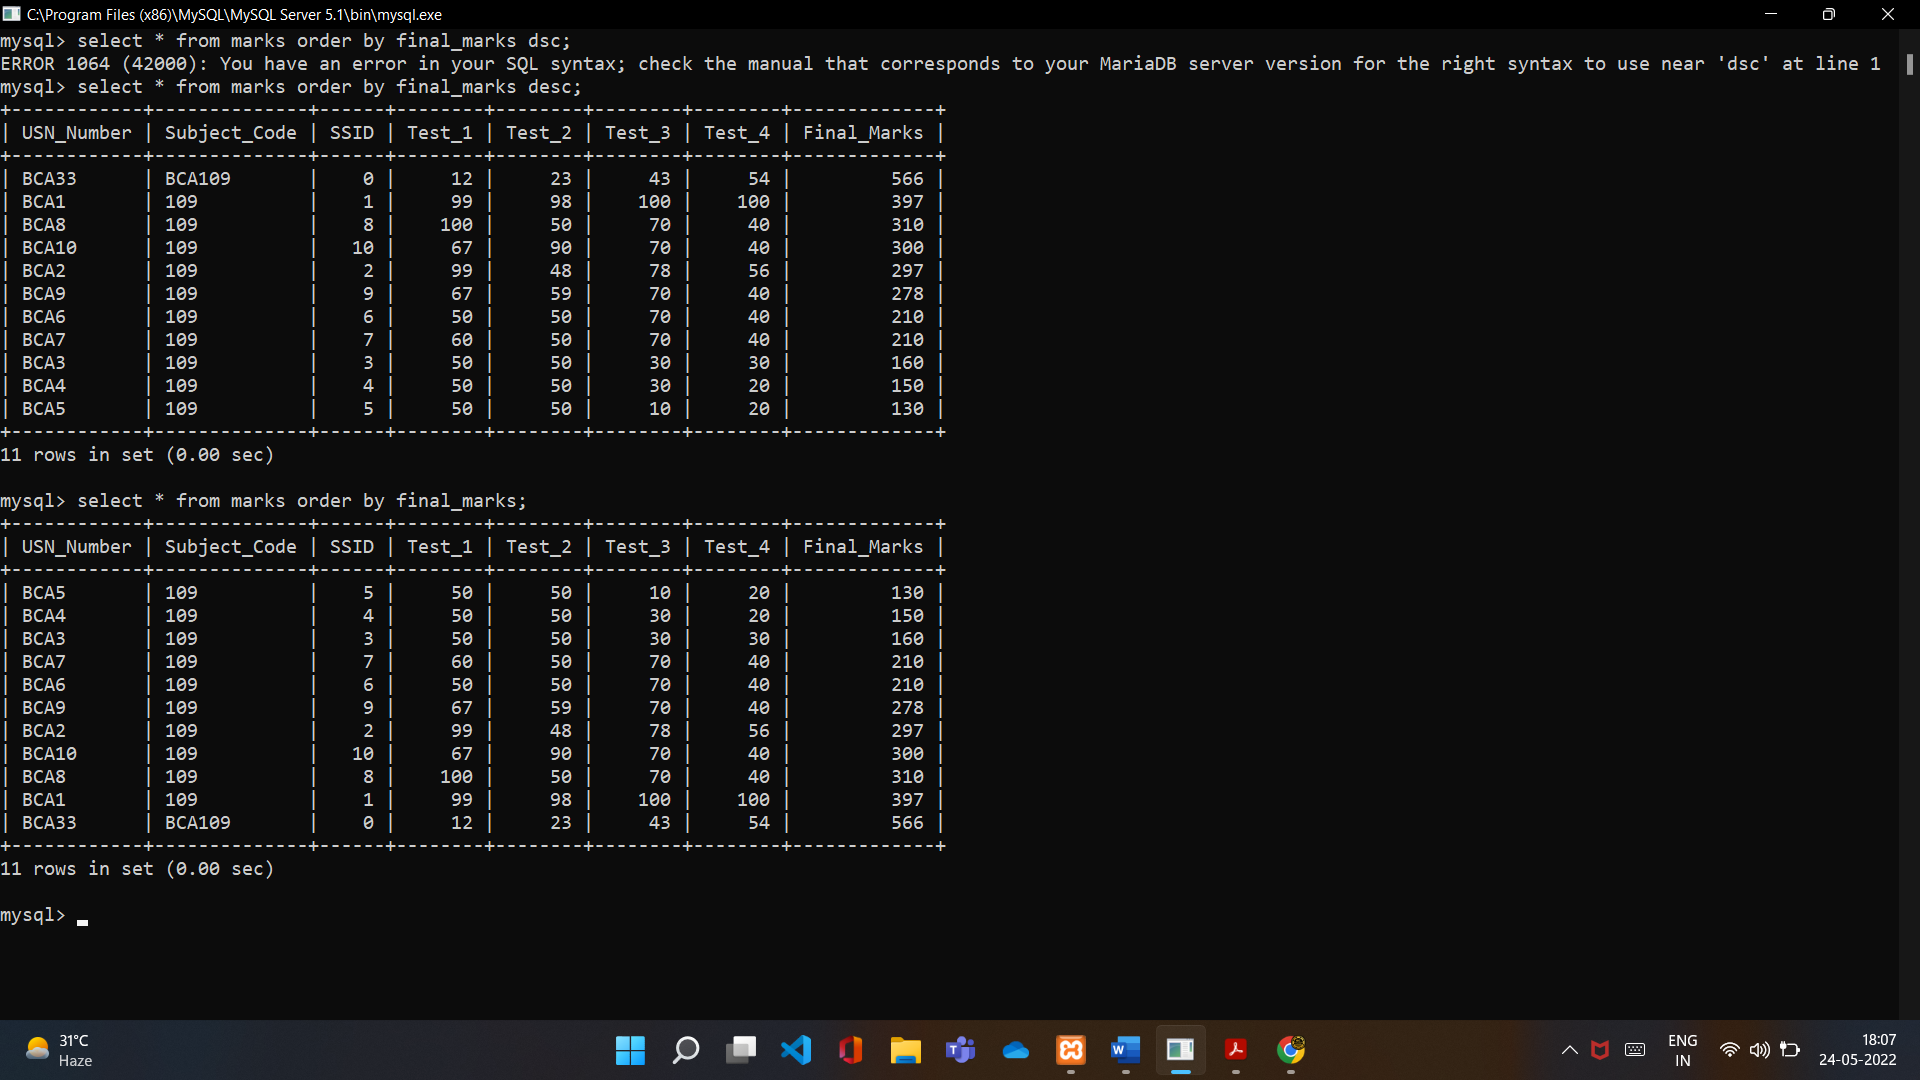 C:\Program Files (x86)\MySQL\MySQL Server 5.1\bin\mysql.exe
mysql> select * from marks order by final_marks dsc;
ERROR 1064 (42000): You have an error in your SQL syntax; check the manual that corresponds to your MariaDB server version for the right syntax to use near 'dsc' at line 1
mysql> select * from marks order by final_marks desc;
+------------+--------------+------+--------+--------+--------+--------+-------------+
| USN_Number | Subject_Code | SSID | Test_1 | Test_2 | Test_3 | Test_4 | Final_Marks |
+------------+--------------+------+--------+--------+--------+--------+-------------+
| BCA33      | BCA109       |    0 |     12 |     23 |     43 |     54 |         566 |
| BCA1       | 109          |    1 |     99 |     98 |    100 |    100 |         397 |
| BCA8       | 109          |    8 |    100 |     50 |     70 |     40 |         310 |
| BCA10      | 109          |   10 |     67 |     90 |     70 |     40 |         300 |
| BCA2       | 109          |    2 |     99 |     48 |     78 |     56 |         297 |
| BCA9       | 109          |    9 |     67 |     59 |     70 |     40 |         278 |
| BCA6       | 109          |    6 |     50 |     50 |     70 |     40 |         210 |
| BCA7       | 109          |    7 |     60 |     50 |     70 |     40 |         210 |
| BCA3       | 109          |    3 |     50 |     50 |     30 |     30 |         160 |
| BCA4       | 109          |    4 |     50 |     50 |     30 |     20 |         150 |
| BCA5       | 109          |    5 |     50 |     50 |     10 |     20 |         130 |
+------------+--------------+------+--------+--------+--------+--------+-------------+
11 rows in set (0.00 sec)
mysql> select * from marks order by final_marks;
+------------+--------------+------+--------+--------+--------+--------+-------------+
| USN_Number | Subject_Code | SSID | Test_1 | Test_2 | Test_3 | Test_4 | Final_Marks |
+------------+--------------+------+--------+--------+--------+--------+-------------+
| BCA5       | 109          |    5 |     50 |     50 |     10 |     20 |         130 |
| BCA4       | 109          |    4 |     50 |     50 |     30 |     20 |         150 |
| BCA3       | 109          |    3 |     50 |     50 |     30 |     30 |         160 |
| BCA7       | 109          |    7 |     60 |     50 |     70 |     40 |         210 |
| BCA6       | 109          |    6 |     50 |     50 |     70 |     40 |         210 |
| BCA9       | 109          |    9 |     67 |     59 |     70 |     40 |         278 |
| BCA2       | 109          |    2 |     99 |     48 |     78 |     56 |         297 |
| BCA10      | 109          |   10 |     67 |     90 |     70 |     40 |         300 |
| BCA8       | 109          |    8 |    100 |     50 |     70 |     40 |         310 |
| BCA1       | 109          |    1 |     99 |     98 |    100 |    100 |         397 |
| BCA33      | BCA109       |    0 |     12 |     23 |     43 |     54 |         566 |
+------------+--------------+------+--------+--------+--------+--------+-------------+
11 rows in set (0.00 sec)
mysql> _
31°C
Haze
ENG
IN
18:07
24-05-2022